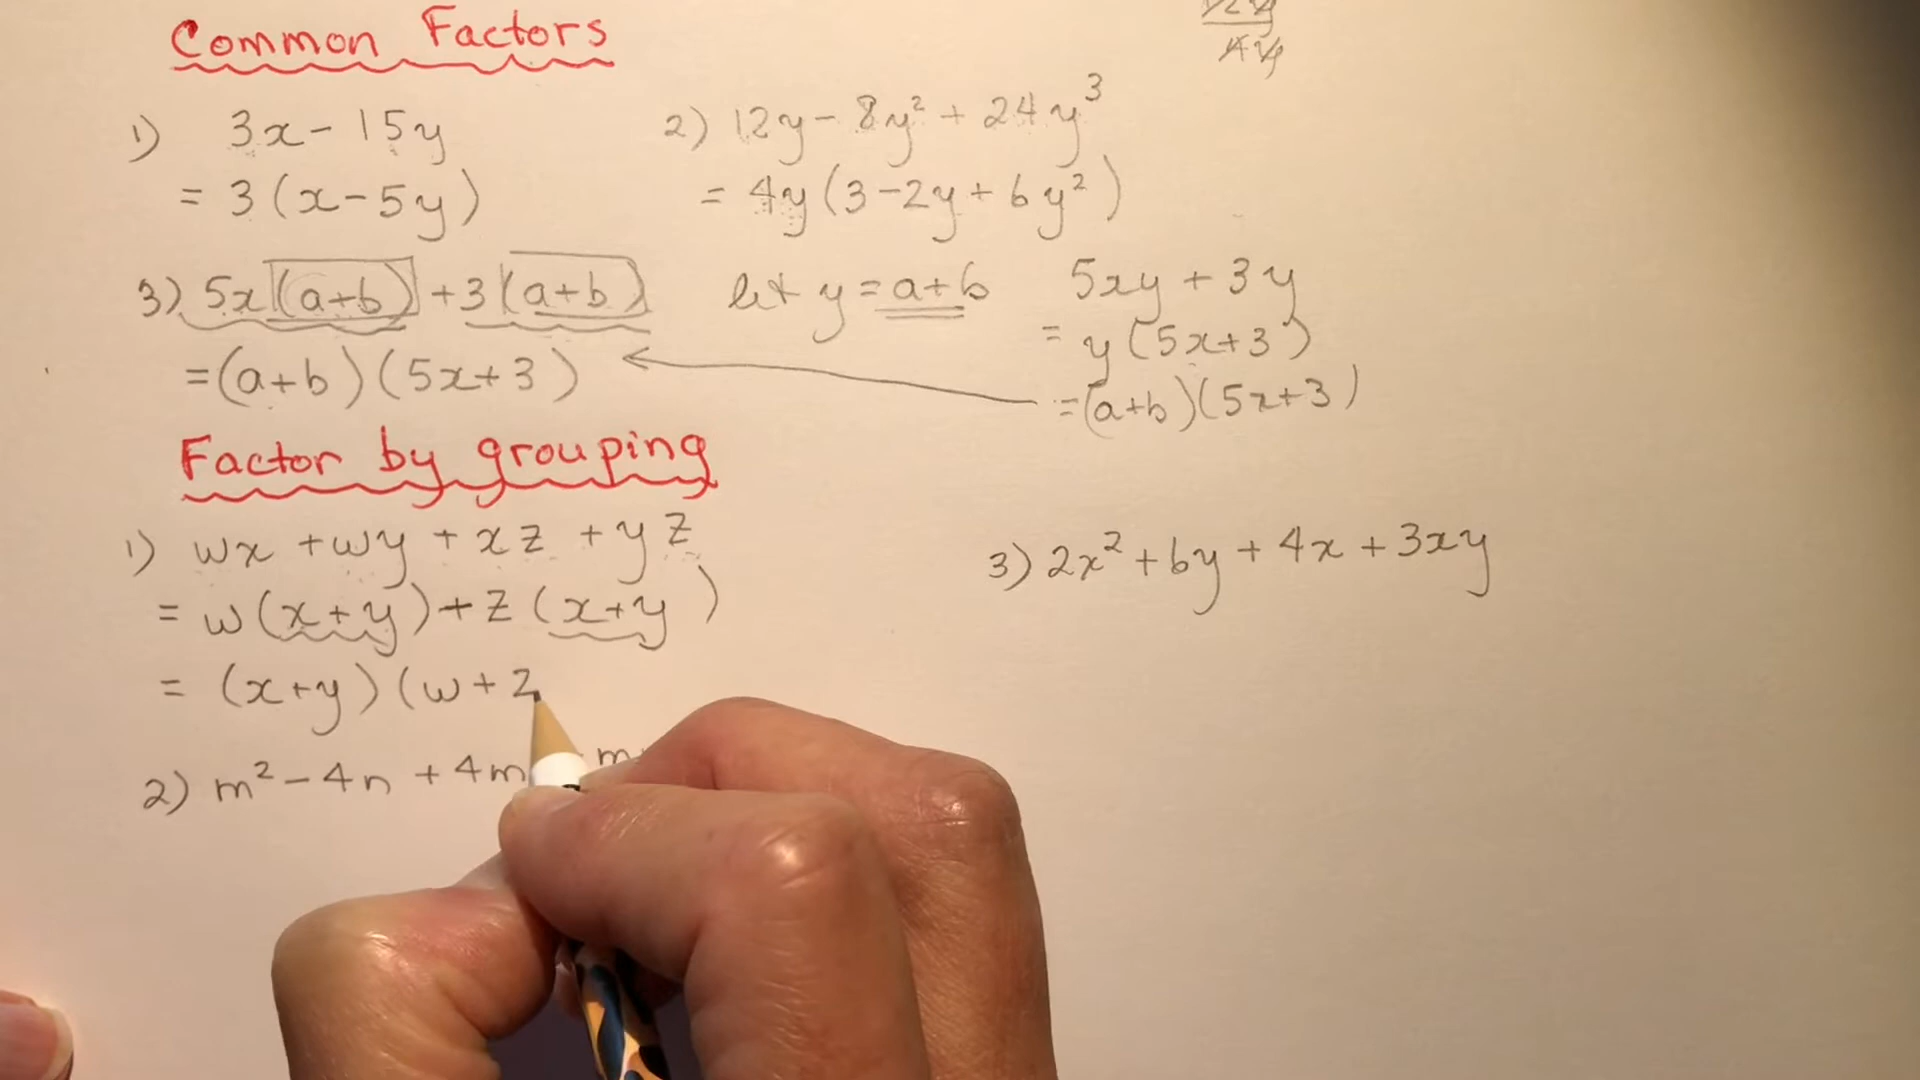 Common Factors
12y
4y
1) 3x - 15y
= 3(x - 5y)
2) 12y - 8y² + 24y³
= 4y(3 - 2y + 6y²)
3) 5x(a+b) + 3(a+b)
= (a+b)(5x+3)
let y = a+b
5xy + 3y
= y(5x+3)
= (a+b)(5x+3)
Factor by grouping
1) wx + wy + xz + yz
= w(x+y) + z(x+y)
= (x+y)(w+z
2) m² - 4n + 4m m
3) 2x² + 6y + 4x + 3xy